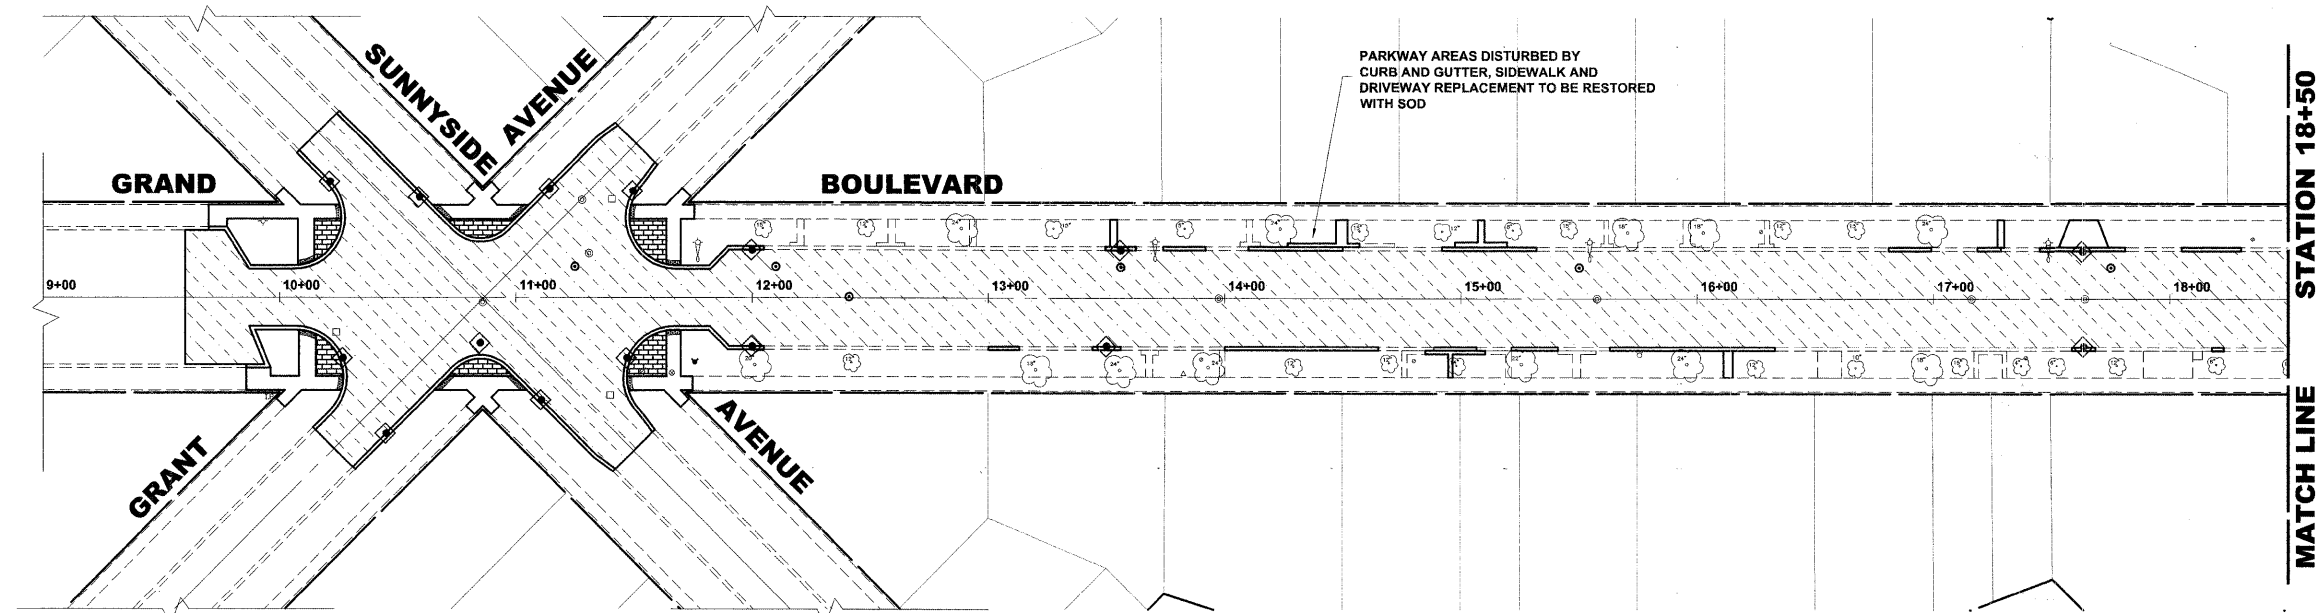 PARKWAY AREAS DISTURBED BY
CURB AND GUTTER, SIDEWALK AND
DRIVEWAY REPLACEMENT TO BE RESTORED
WITH SOD
SUNNYSIDE
AVENUE
GRAND
BOULEVARD
9+00
10+00
11+00
12+00
13+00
14+00
15+00
16+00
17+00
18+00
GRANT
AVENUE
MATCH LINE STATION 18+50